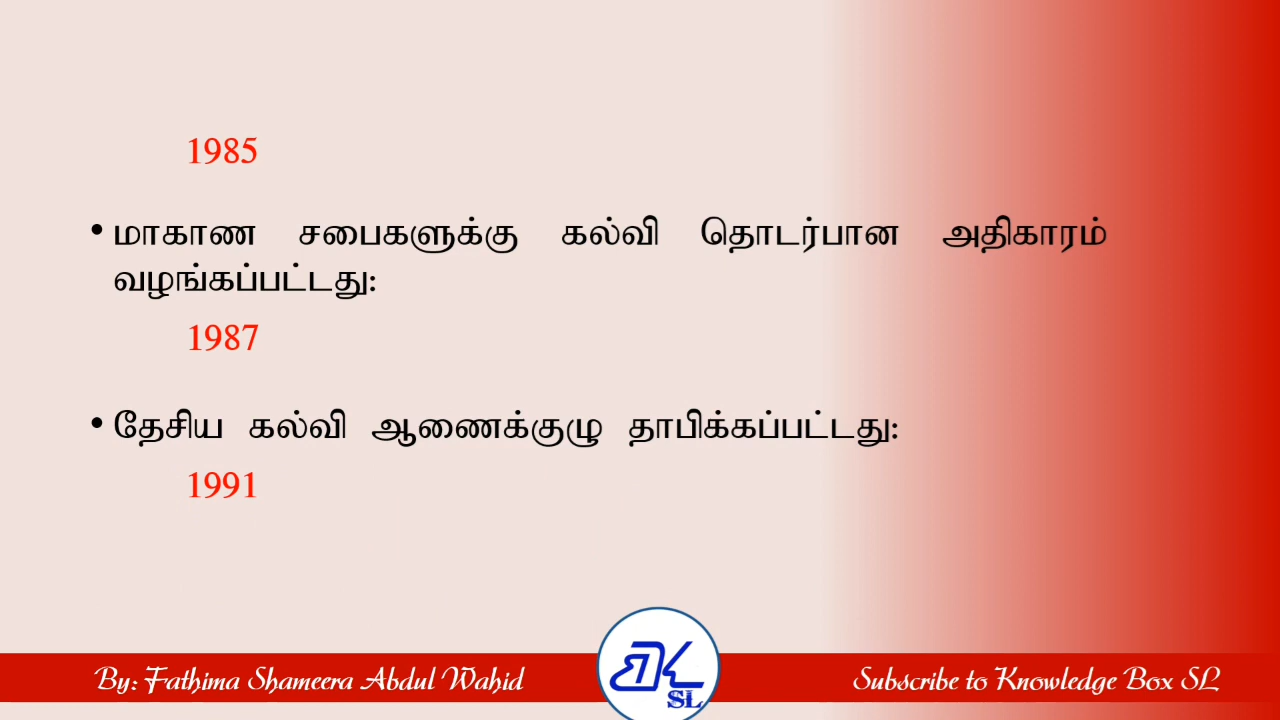 1985
• மாகாண சபைகளுக்கு கல்வி தொடர்பான அதிகாரம்
வழங்கப்பட்டது:
1987
• தேசிய கல்வி ஆணைக்குழு தாபிக்கப்பட்டது:
1991
By: Fathima Shameera Abdul Wahid
SL
Subscribe to Knowledge Box SL